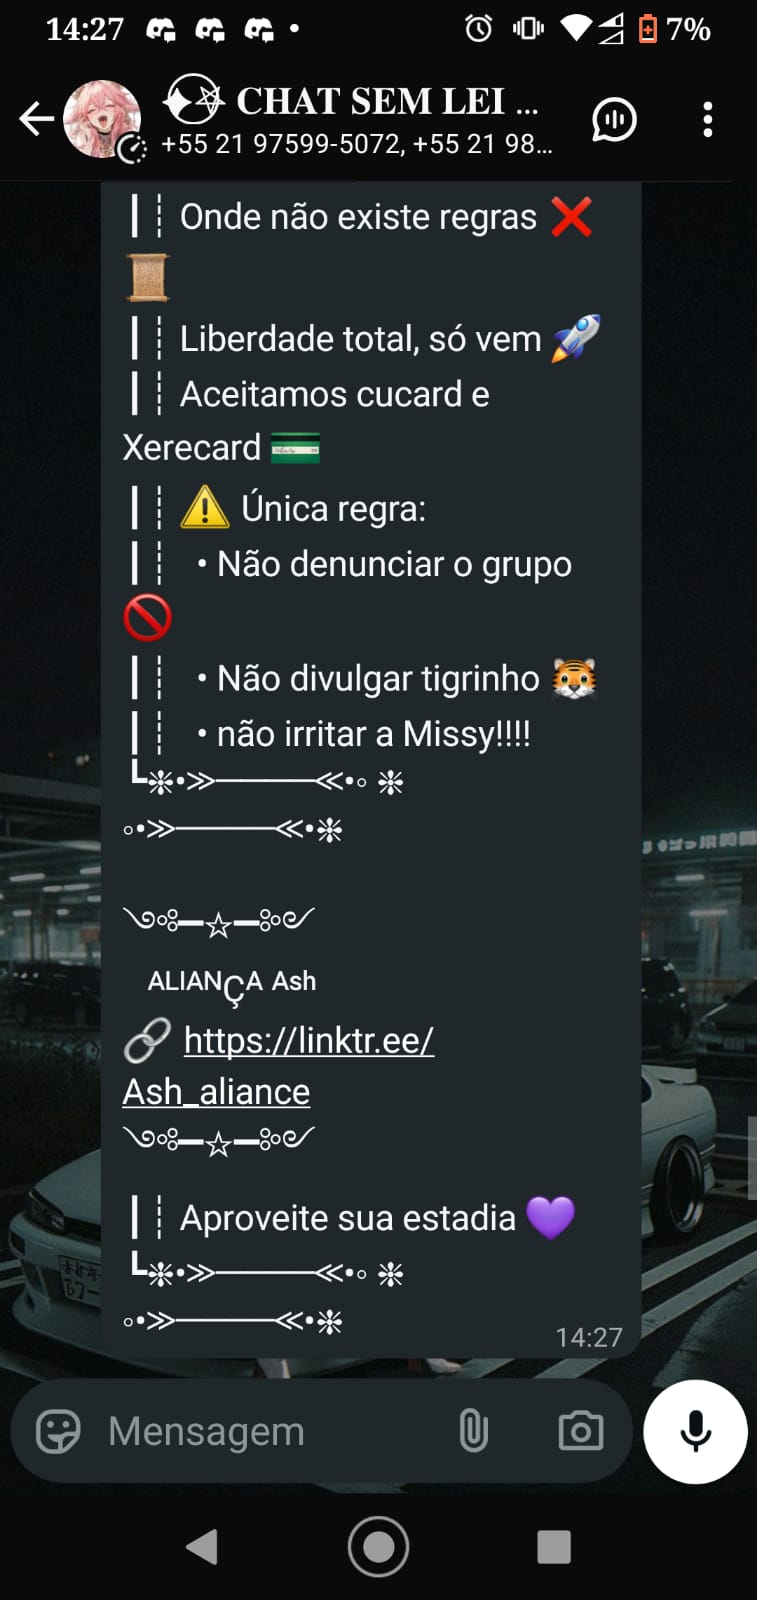 14:27 7%
CHAT SEM LEI ...
+55 21 97599-5072, +55 21 98...
Onde não existe regras ❌
📜
Liberdade total, só vem 🚀
Aceitamos cucard e
Xerecard 💳
⚠️ Única regra:
• Não denunciar o grupo
🚫
• Não divulgar tigrinho 🐯
• não irritar a Missy!!!!
ALIANÇA Ash
🔗 https://linktr.ee/
Ash_aliance
Aproveite sua estadia 💜
14:27
Mensagem